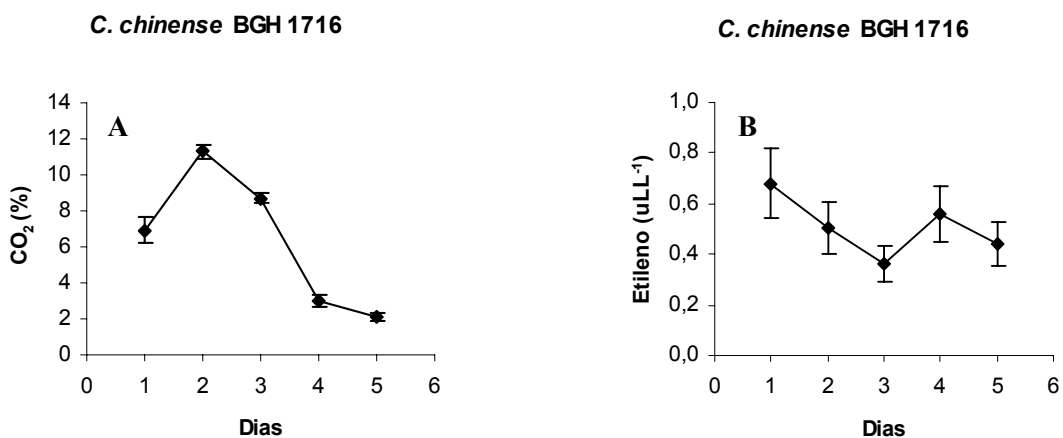 C. chinense BGH 1716
A
14
12
10
8
6
4
2
0
CO₂ (%)
0 1 2 3 4 5 6
Dias
C. chinense BGH 1716
B
1,0
0,8
0,6
0,4
0,2
0,0
Etileno (uLL⁻¹)
0 1 2 3 4 5 6
Dias